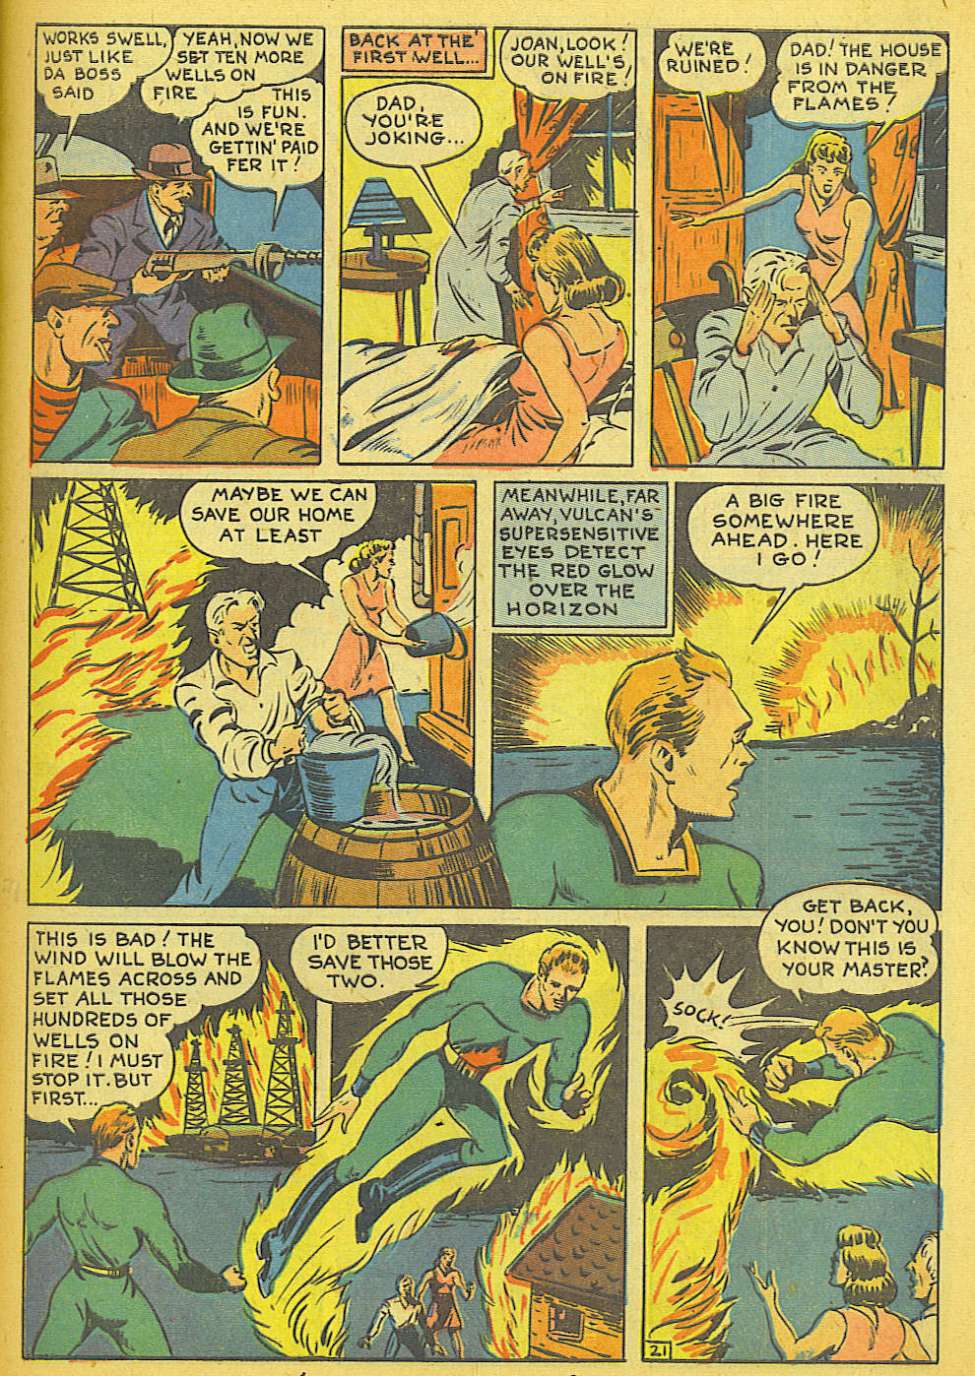 WORKS SWELL,
JUST LIKE
DA BOSS
SAID
YEAH, NOW WE
SET TEN MORE
WELLS ON
FIRE
THIS
IS FUN.
AND WE'RE
GETTIN' PAID
FER IT!
BACK AT THE
FIRST WELL...
JOAN, LOOK!
OUR WELL'S
ON FIRE!
DAD,
YOU'RE
JOKING...
WE'RE
RUINED!
DAD! THE HOUSE
IS IN DANGER
FROM THE
FLAMES!
MAYBE WE CAN
SAVE OUR HOME
AT LEAST
MEANWHILE, FAR
AWAY, VULCAN'S
SUPERSENSITIVE
EYES DETECT
THE RED GLOW
OVER THE
HORIZON
A BIG FIRE
SOMEWHERE
AHEAD. HERE
I GO!
THIS IS BAD! THE
WIND WILL BLOW THE
FLAMES ACROSS AND
SET ALL THOSE
HUNDREDS OF
WELLS ON
FIRE! I MUST
STOP IT. BUT
FIRST...
I'D BETTER
SAVE THOSE
TWO.
GET BACK,
YOU! DON'T YOU
KNOW THIS IS
YOUR MASTER?
SOCK!
21